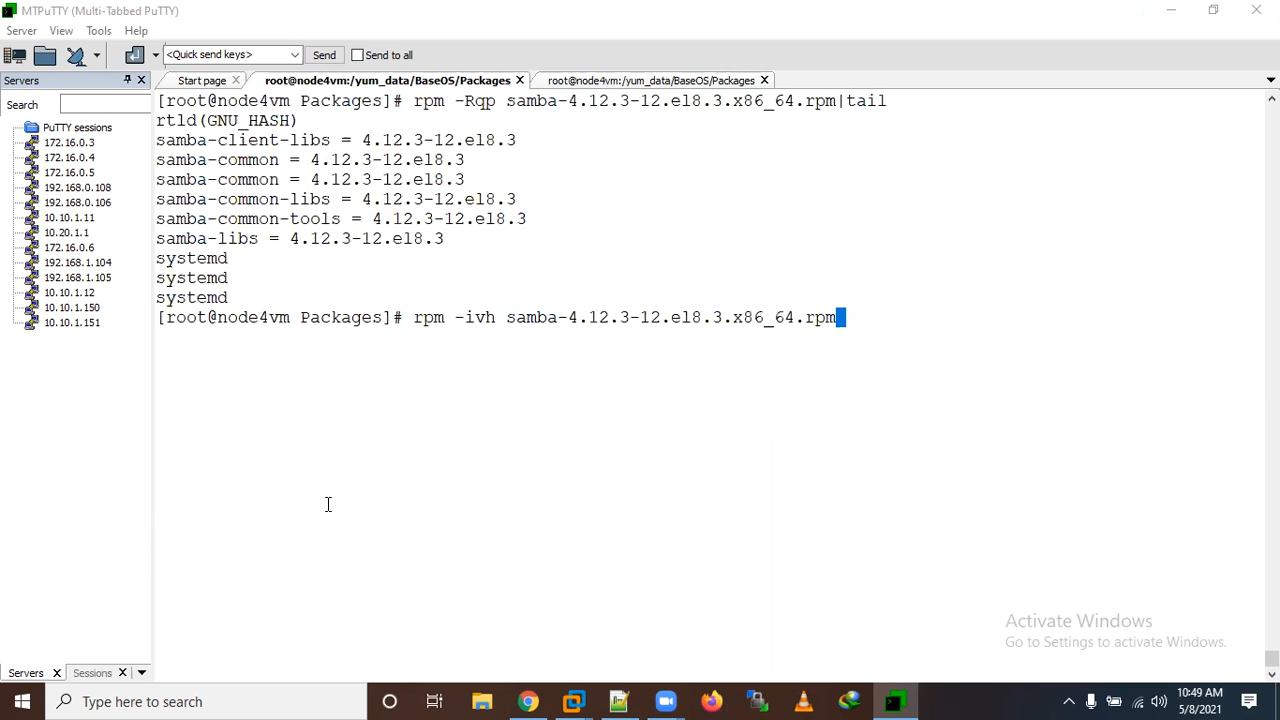 MTPuTTY (Multi-Tabbed PuTTY)
Server View Tools Help
<Quick send keys> Send Send to all
Servers
Start page
root@node4vm:/yum_data/BaseOS/Packages
root@node4vm:/yum_data/BaseOS/Packages
Search
PuTTY sessions
172.16.0.3
172.16.0.4
172.16.0.5
192.168.0.108
192.168.0.106
10.10.1.11
10.20.1.1
172.16.0.6
192.168.1.104
192.168.1.105
10.10.1.12
10.10.1.150
10.10.1.151
[root@node4vm Packages]# rpm -Rqp samba-4.12.3-12.el8.3.x86_64.rpm|tail
rtld(GNU_HASH)
samba-client-libs = 4.12.3-12.el8.3
samba-common = 4.12.3-12.el8.3
samba-common = 4.12.3-12.el8.3
samba-common-libs = 4.12.3-12.el8.3
samba-common-tools = 4.12.3-12.el8.3
samba-libs = 4.12.3-12.el8.3
systemd
systemd
systemd
[root@node4vm Packages]# rpm -ivh samba-4.12.3-12.el8.3.x86_64.rpm
Activate Windows
Go to Settings to activate Windows.
Servers Sessions
Type here to search
10:49 AM
5/8/2021